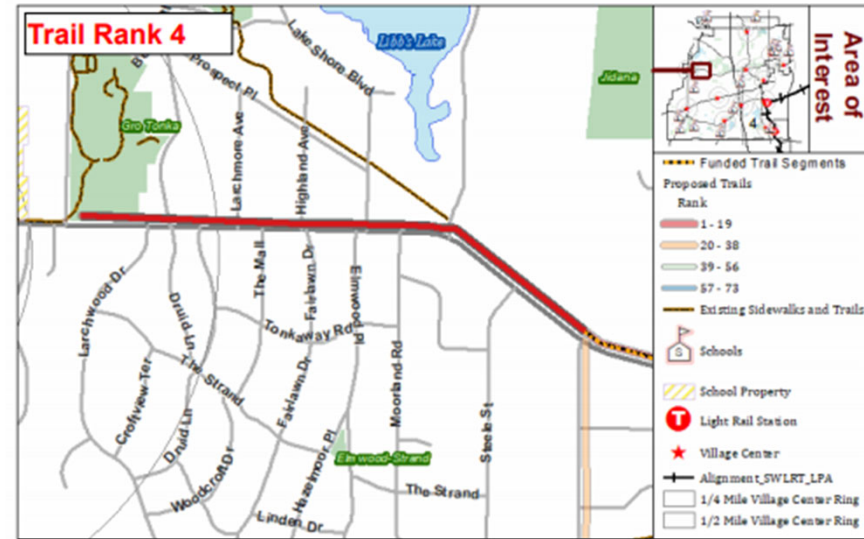 Trail Rank 4
Prospect Pl
Lake Shore Blvd
Libb's Lake
Jidana
Gro Tonka
Larchmore Ave
Highland Ave
Larchwood Dr
Druid Ln
The Mall
Fairlawn Dr
Elmwood Pl
Tonkaway Rd
Moorland Rd
Croftview Ter
The Strand
Fairlawn Dr
Steele St
Druid Ln
Woodcroft Dr
Hazelmoor Pl
Elmwood-Strand
The Strand
Linden Dr
Area of
Interest
4
Funded Trail Segments
Proposed Trails
Rank
1 - 19
20 - 38
39 - 56
57 - 73
Existing Sidewalks and Trails
S
Schools
School Property
T
Light Rail Station
Village Center
Alignment_SWLRT_LPA
1/4 Mile Village Center Ring
1/2 Mile Village Center Ring